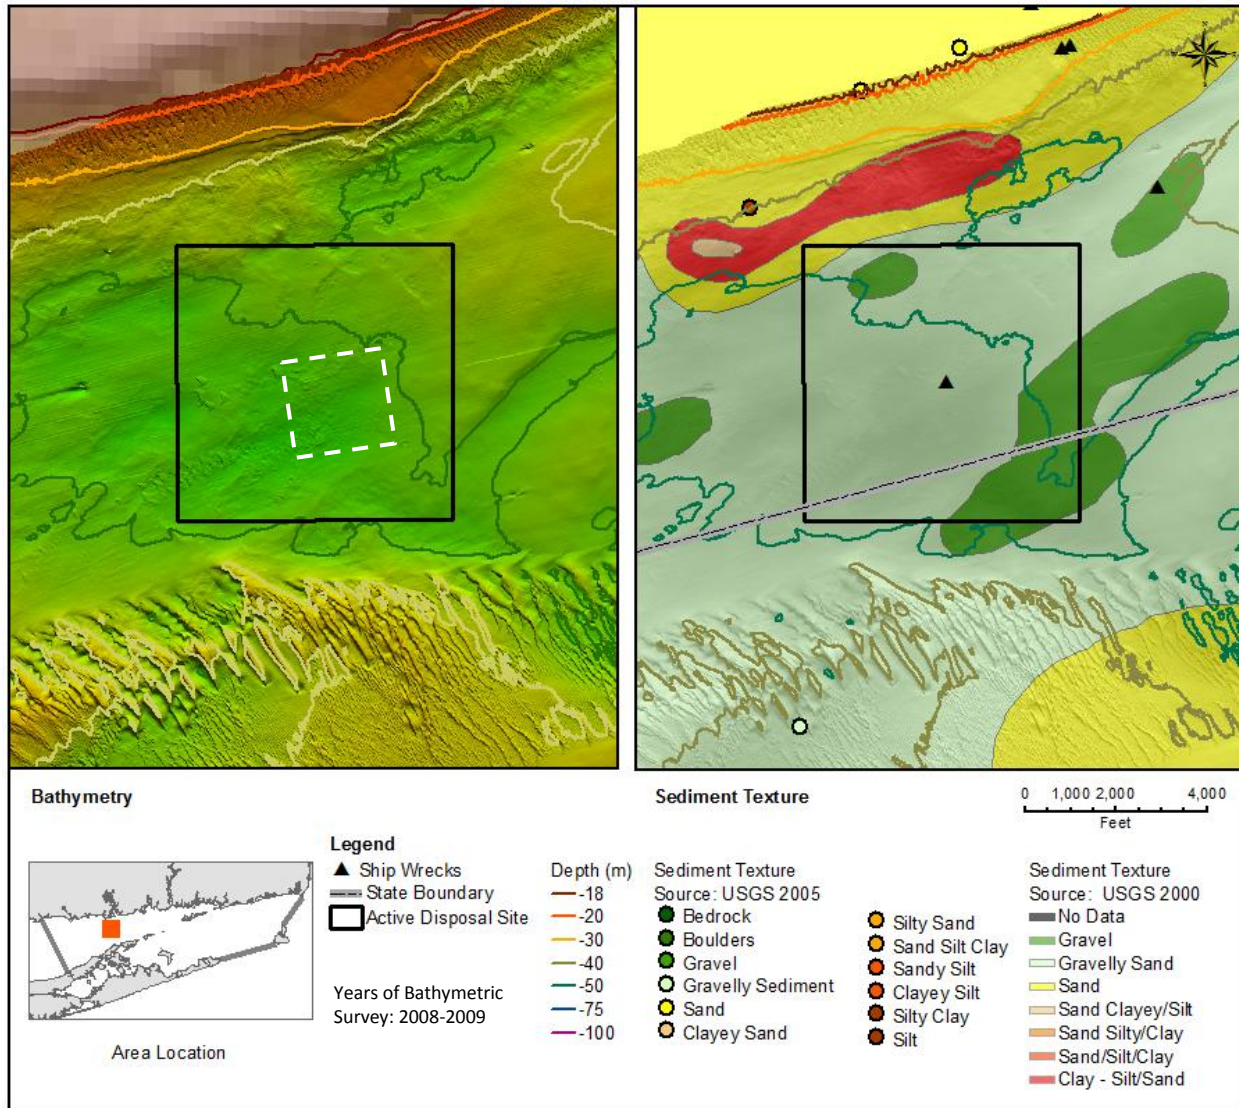 Bathymetry
Sediment Texture
0 1,000 2,000 4,000
Feet
Legend
Ship Wrecks
State Boundary
Active Disposal Site
Years of Bathymetric
Survey: 2008-2009
Area Location
Depth (m)
-18
-20
-30
-40
-50
-75
-100
Sediment Texture
Source: USGS 2005
Bedrock
Boulders
Gravel
Gravelly Sediment
Sand
Clayey Sand
Silty Sand
Sand Silt Clay
Sandy Silt
Clayey Silt
Silty Clay
Silt
Sediment Texture
Source: USGS 2000
No Data
Gravel
Gravelly Sand
Sand
Sand Clayey/Silt
Sand Silty/Clay
Sand/Silt/Clay
Clay - Silt/Sand